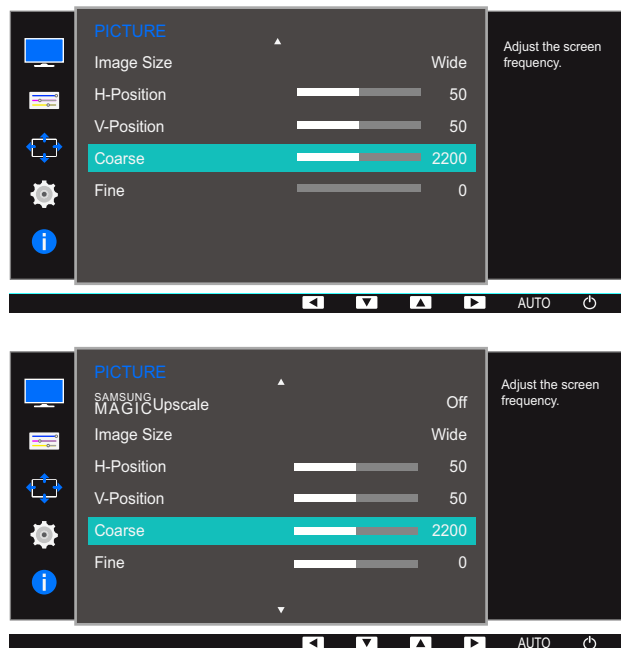 PICTURE
Image Size Wide
H-Position 50
V-Position 50
Coarse 2200
Fine 0
Adjust the screen
frequency.
AUTO
PICTURE
SAMSUNG
MAGICUpscale Off
Image Size Wide
H-Position 50
V-Position 50
Coarse 2200
Fine 0
Adjust the screen
frequency.
AUTO